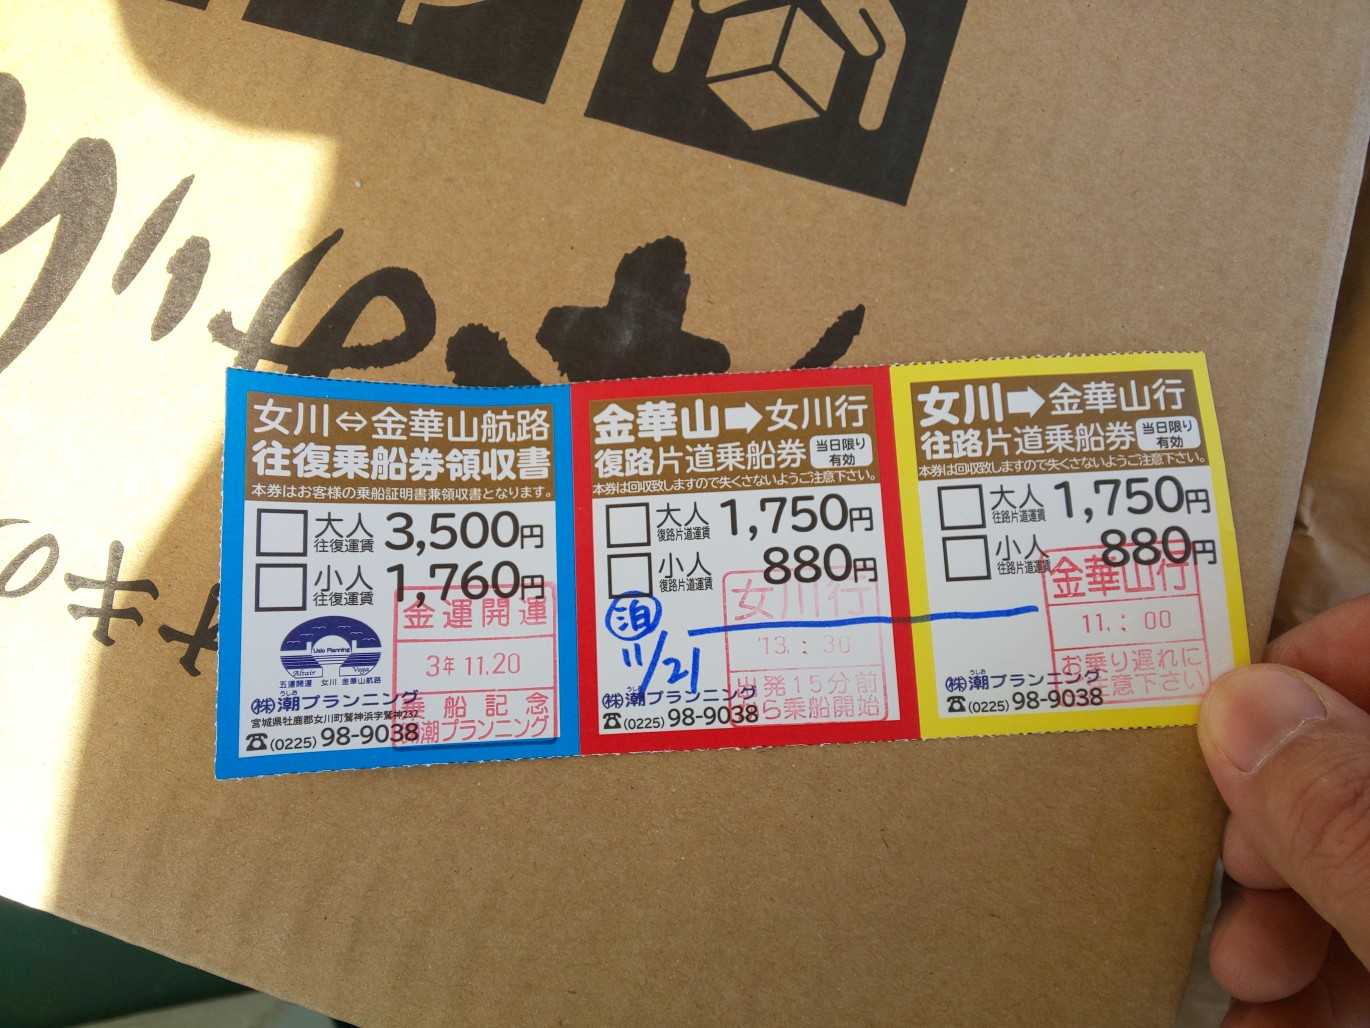 女川⇔金華山航路
往復乗船券領収書
本券はお客様の乗船証明書兼領収書となります。
大人 往復運賃 3,500円
小人 往復運賃 1,760円
金運開運
3年 11.20
乗船記念
㈱潮プランニング
Usio Planning
Altair Vega
五運開運 女川 金華山航路
うしお
㈱潮プランニング
宮城県牡鹿郡女川町鷲神浜字鷲神232
☎(0225)98-9038
金華山➡女川行
復路片道乗船券 当日限り有効
本券は回収致しますので失くさないようご注意下さい。
大人 復路片道運賃 1,750円
小人 復路片道運賃 880円
泊
11/21
女川行
13.:30
出発15分前
から乗船開始
うしお
㈱潮プランニング
☎(0225)98-9038
女川➡金華山行
往路片道乗船券 当日限り有効
本券は回収致しますので失くさないようご注意下さい。
大人 往路片道運賃 1,750円
小人 往路片道運賃 880円
金華山行
11.:00
お乗り遅れに
注意下さい
うしお
㈱潮プランニング
☎(0225)98-9038